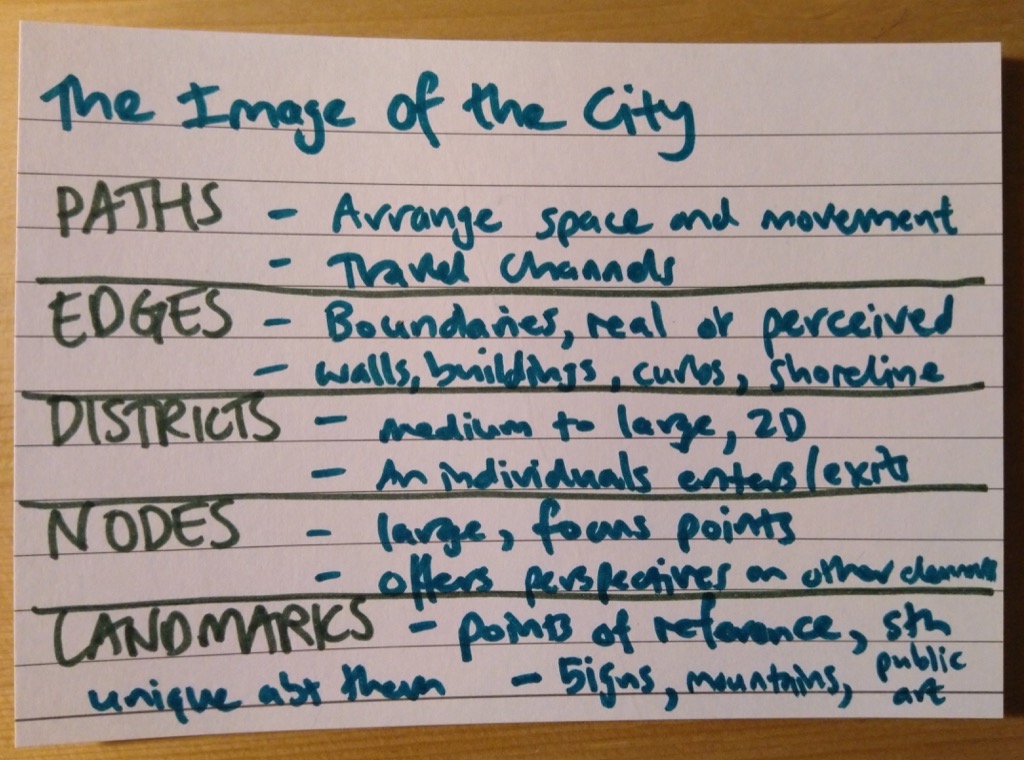 The Image of the City
PATHS - Arrange space and movement
- Travel channels
EDGES - Boundaries, real or perceived
- walls, buildings, curbs, shoreline
DISTRICTS - medium to large, 2D
- An individuals enters/exits
NODES - large, focus points
- offers perspectives on other elements
LANDMARKS - points of reference, sth
unique abt them - Signs, mountains, public art